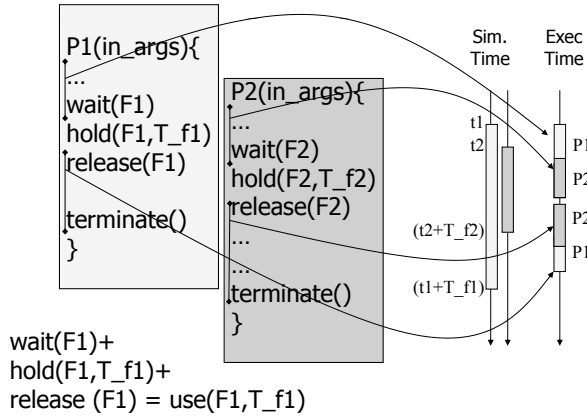 P1(in_args){
...
wait(F1)
hold(F1,T_f1)
release(F1)
terminate()
}
P2(in_args){
...
wait(F2)
hold(F2,T_f2)
release(F2)
...
...
terminate()
}
Sim.
Time
Exec
Time
t1
t2
(t2+T_f2)
(t1+T_f1)
P1
P2
P2
P1
wait(F1)+
hold(F1,T_f1)+
release (F1) = use(F1,T_f1)